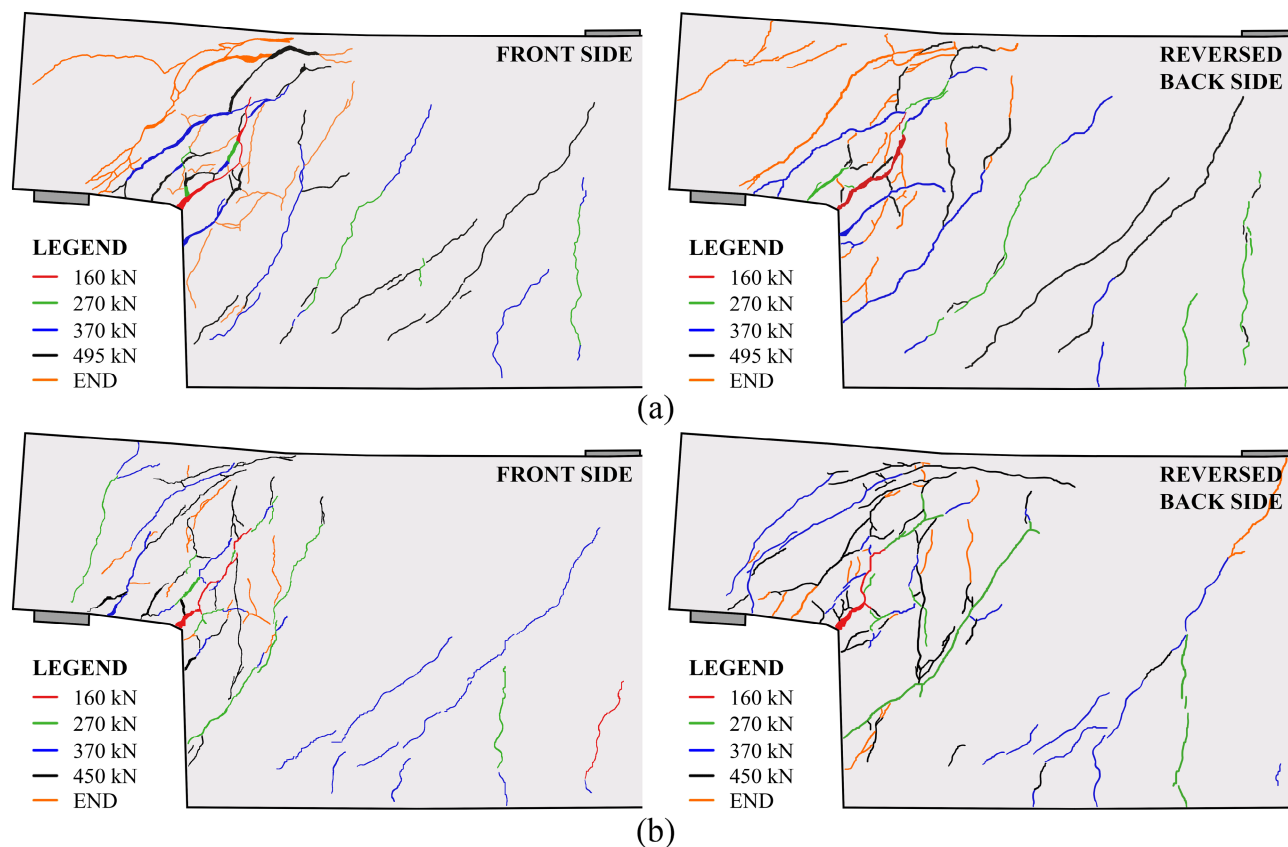 FRONT SIDE
LEGEND
160 kN
270 kN
370 kN
495 kN
END
REVERSED
BACK SIDE
LEGEND
160 kN
270 kN
370 kN
495 kN
END
(a)
FRONT SIDE
LEGEND
160 kN
270 kN
370 kN
450 kN
END
REVERSED
BACK SIDE
LEGEND
160 kN
270 kN
370 kN
450 kN
END
(b)